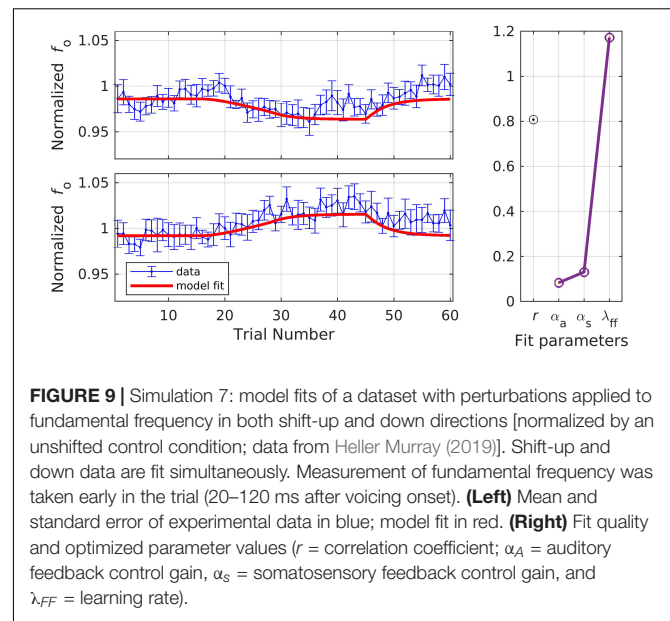 1.05
1
0.95
Normalized fo
1.05
1
0.95
Normalized fo
data
model fit
10 20 30 40 50 60
Trial Number
1.2
1
0.8
0.6
0.4
0.2
0
r αa αs λff
Fit parameters
FIGURE 9 | Simulation 7: model fits of a dataset with perturbations applied to
fundamental frequency in both shift-up and down directions [normalized by an
unshifted control condition; data from Heller Murray (2019)]. Shift-up and
down data are fit simultaneously. Measurement of fundamental frequency was
taken early in the trial (20–120 ms after voicing onset). (Left) Mean and
standard error of experimental data in blue; model fit in red. (Right) Fit quality
and optimized parameter values (r = correlation coefficient; αA = auditory
feedback control gain, αs = somatosensory feedback control gain, and
λFF = learning rate).